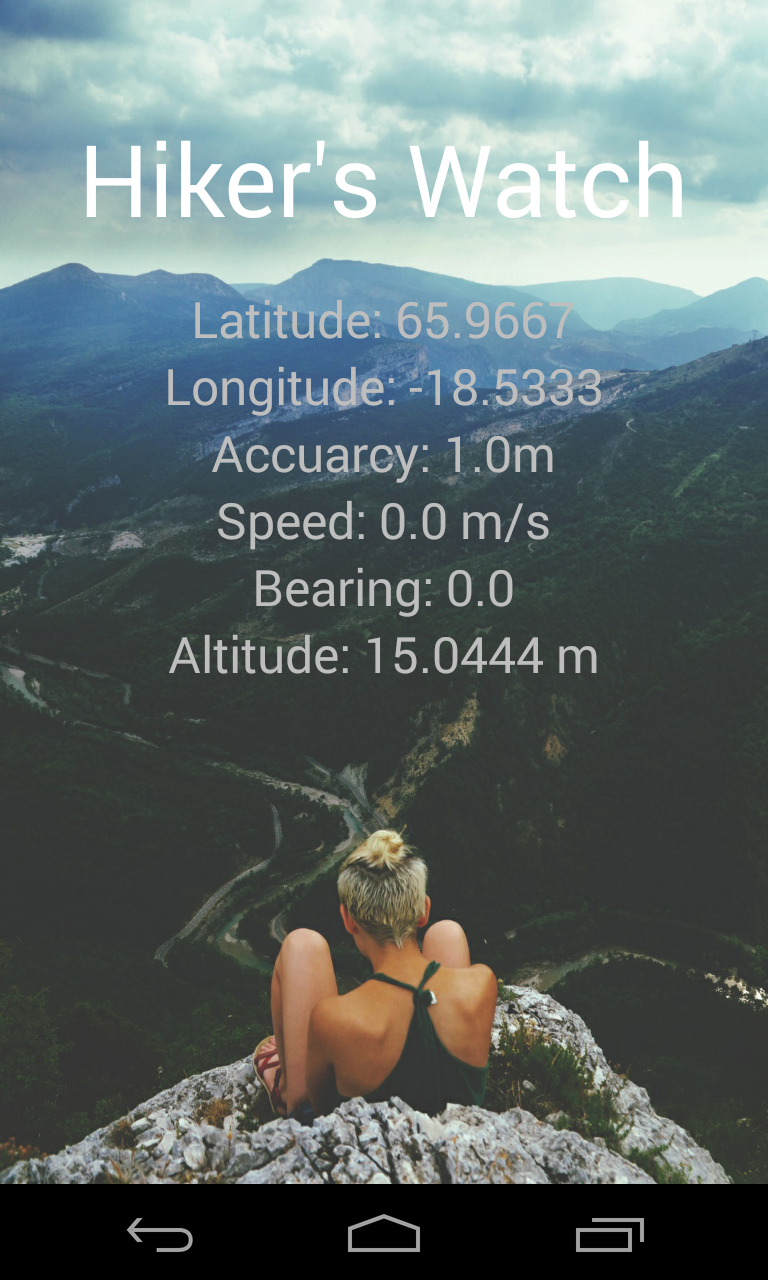 Hiker's Watch
Latitude: 65.9667
Longitude: -18.5333
Accuarcy: 1.0m
Speed: 0.0 m/s
Bearing: 0.0
Altitude: 15.0444 m